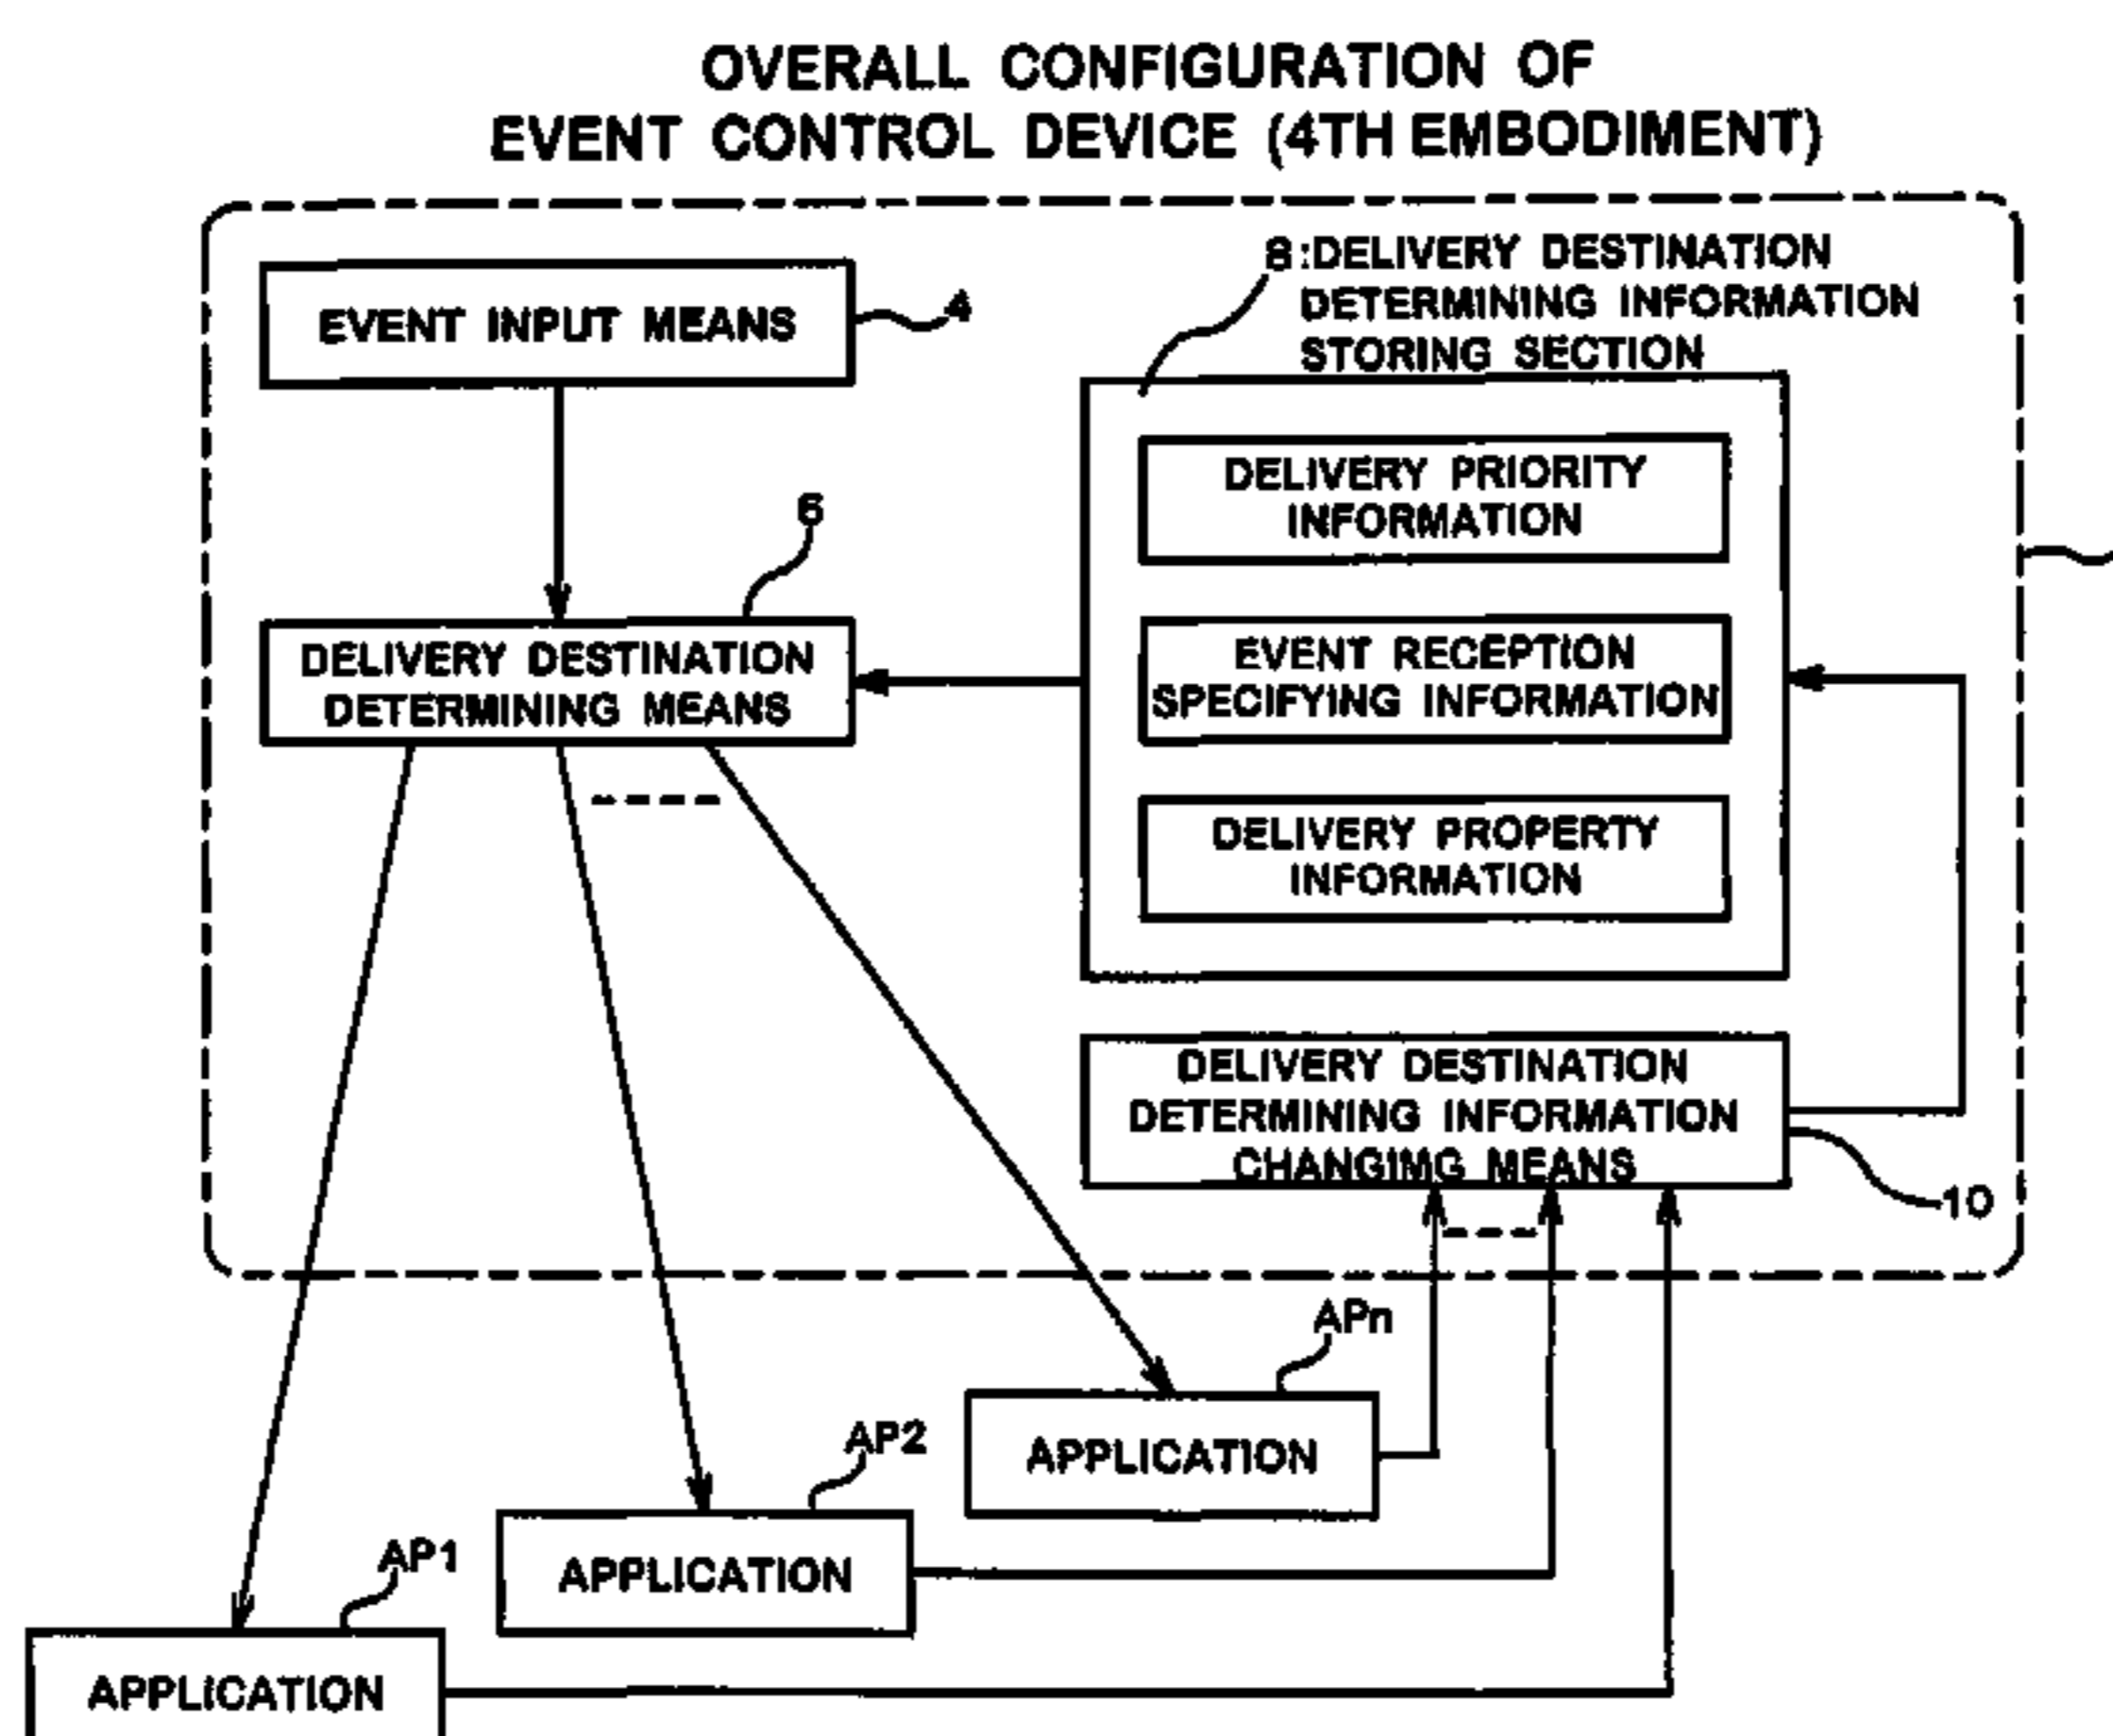 OVERALL CONFIGURATION OF
EVENT CONTROL DEVICE (4TH EMBODIMENT)
EVENT INPUT MEANS
4
8:DELIVERY DESTINATION
DETERMINING INFORMATION
STORING SECTION
DELIVERY PRIORITY
INFORMATION
6
DELIVERY DESTINATION
DETERMINING MEANS
EVENT RECEPTION
SPECIFYING INFORMATION
DELIVERY PROPERTY
INFORMATION
DELIVERY DESTINATION
DETERMINING INFORMATION
CHANGIMG MEANS
10
APn
APPLICATION
AP2
APPLICATION
AP1
APPLICATION